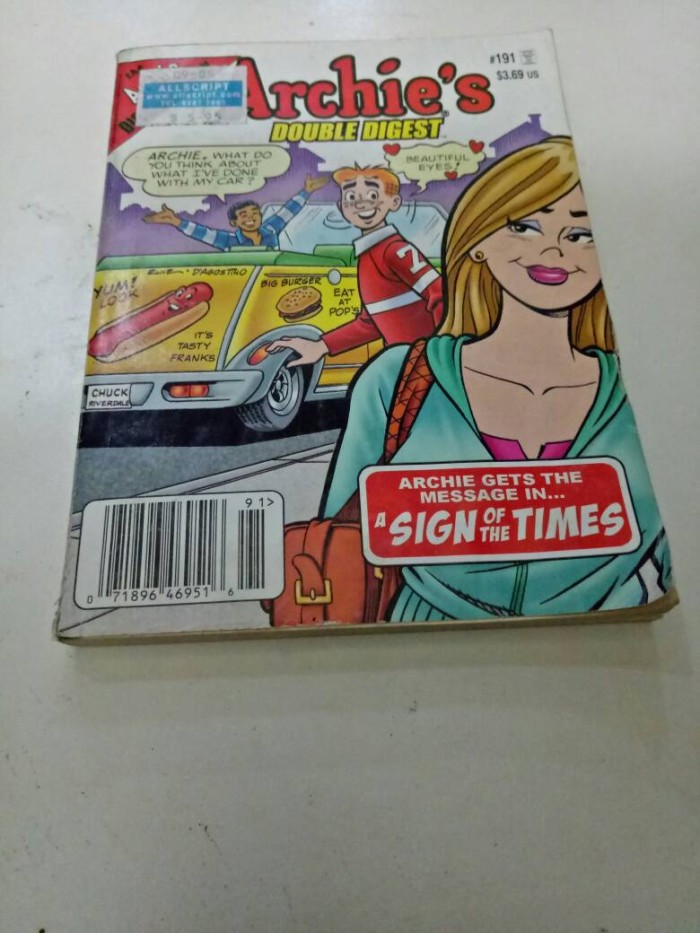 Archie's
DOUBLE DIGEST
#191
$3.69 US
ALLSCRIPT
ARCHIE, WHAT DO
YOU THINK ABOUT
WHAT I'VE DONE
WITH MY CAR?
BEAUTIFUL
EYES!
D'AGOSTINO
YUM!
LOOK
IT'S
TASTY
FRANKS
BIG BURGER
EAT
AT
POP'S
CHUCK
RIVERDALE
ARCHIE GETS THE
MESSAGE IN...
A SIGN OF THE TIMES
91>
0 71896 46951 6